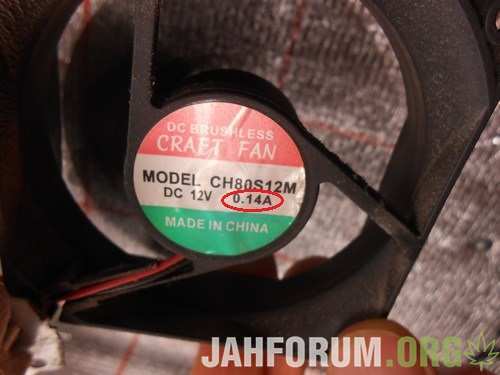 DC BRUSHLESS
CRAFT FAN
MODEL CH80S12M
DC 12V 0.14A
MADE IN CHINA
JAHFORUM.ORG